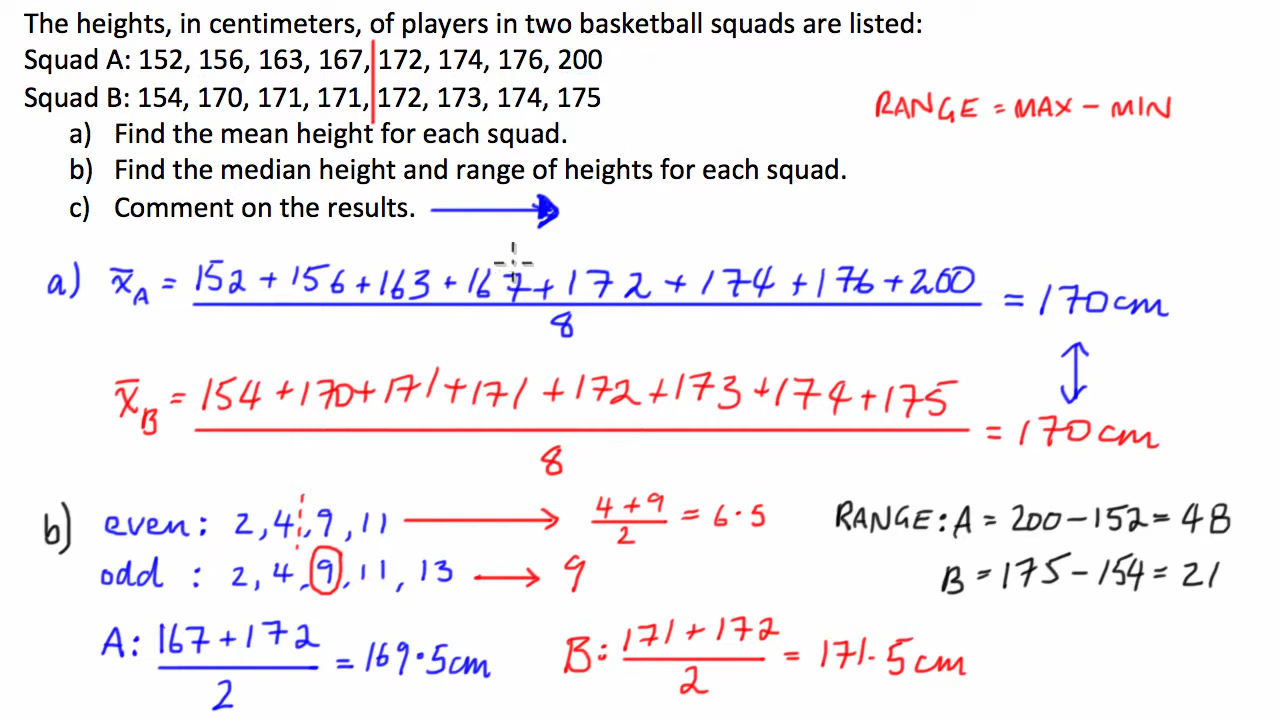 The heights, in centimeters, of players in two basketball squads are listed:
Squad A: 152, 156, 163, 167, 172, 174, 176, 200
Squad B: 154, 170, 171, 171, 172, 173, 174, 175
RANGE = MAX − MIN
a) Find the mean height for each squad.
b) Find the median height and range of heights for each squad.
c) Comment on the results.
a) x̄A = 152 + 156 + 163 + 167 + 172 + 174 + 176 + 200 = 170cm
8
x̄B = 154 + 170 + 171 + 171 + 172 + 173 + 174 + 175 = 170cm
8
b) even: 2, 4, 9, 11 4 + 9 = 6·5
2
odd : 2, 4, 9, 11, 13 9
RANGE: A = 200 − 152 = 48
B = 175 − 154 = 21
A: 167 + 172 = 169·5cm
2
B: 171 + 172 = 171·5cm
2